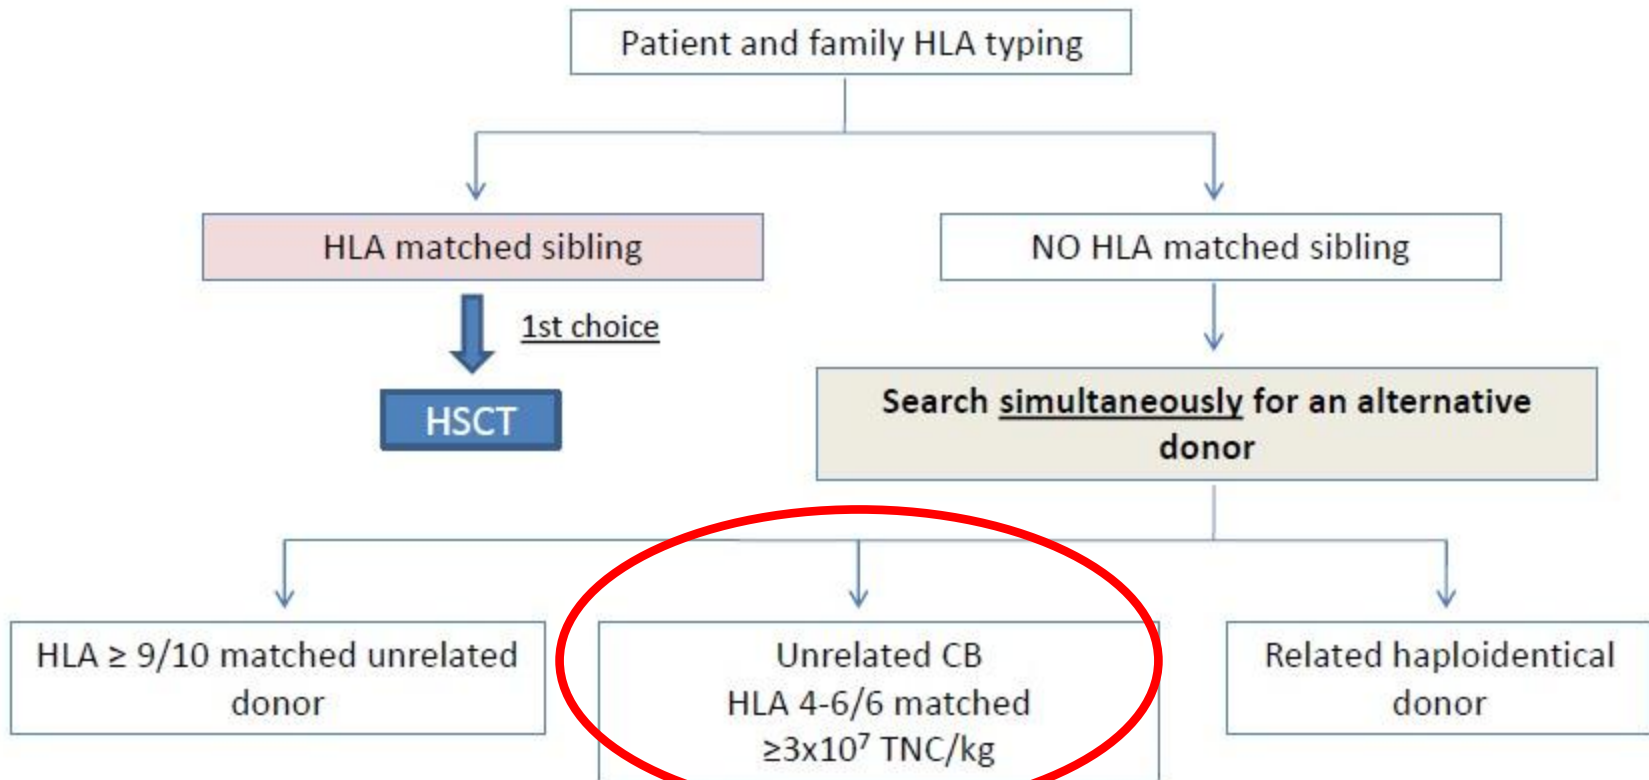 Patient and family HLA typing
HLA matched sibling
NO HLA matched sibling
1st choice
HSCT
Search simultaneously for an alternative
donor
HLA ≥ 9/10 matched unrelated
donor
Unrelated CB
HLA 4-6/6 matched
≥3x10⁷ TNC/kg
Related haploidentical
donor